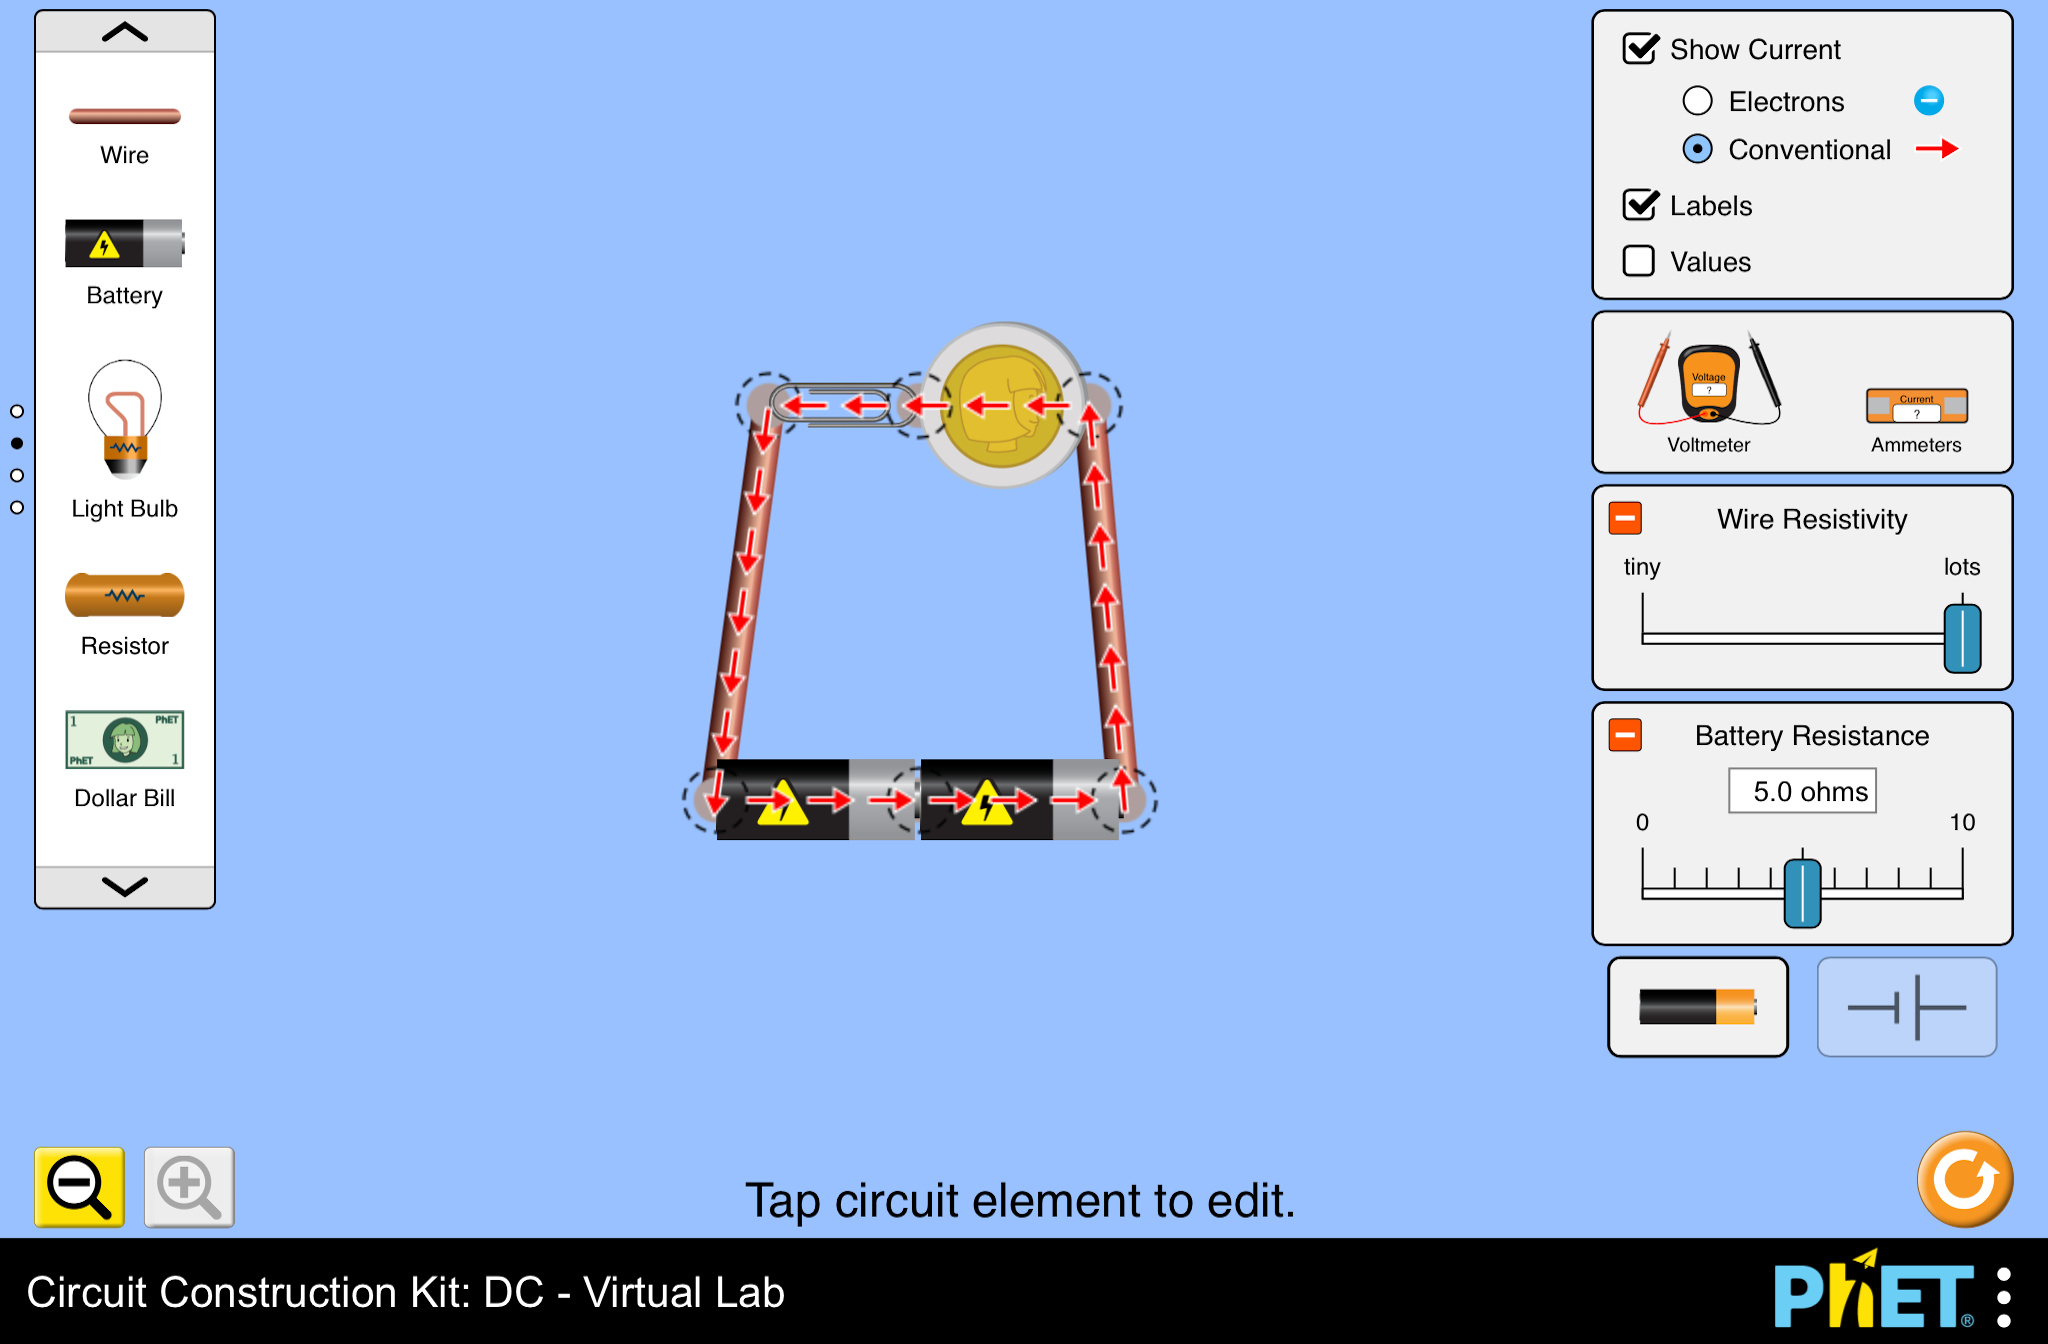 Wire
Battery
Light Bulb
Resistor
1 PhET
PhET 1
Dollar Bill
Show Current
Electrons
Conventional
Labels
Values
Voltage
?
Voltmeter
Current
?
Ammeters
Wire Resistivity
tiny lots
Battery Resistance
5.0 ohms
0 10
Tap circuit element to edit.
Circuit Construction Kit: DC - Virtual Lab
PhET®